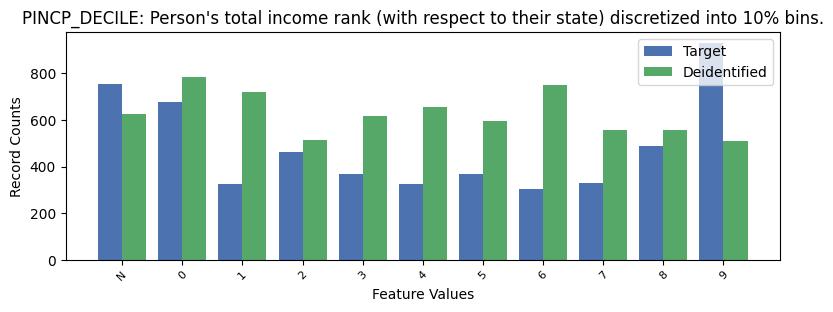 PINCP_DECILE: Person's total income rank (with respect to their state) discretized into 10% bins.
Target
Deidentified
Record Counts
800
600
400
200
0
N 0 1 2 3 4 5 6 7 8 9
Feature Values